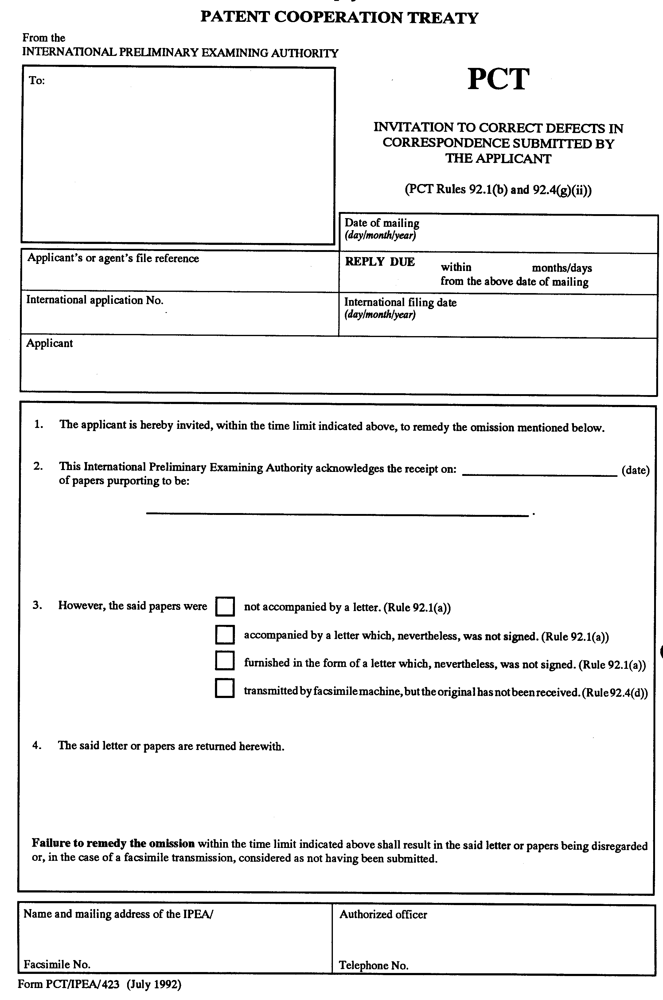 PATENT COOPERATION TREATY
From the
INTERNATIONAL PRELIMINARY EXAMINING AUTHORITY
To:
PCT
INVITATION TO CORRECT DEFECTS IN
CORRESPONDENCE SUBMITTED BY
THE APPLICANT
(PCT Rules 92.1(b) and 92.4(g)(ii))
Date of mailing
(day/month/year)
Applicant's or agent's file reference
REPLY DUE within months/days
from the above date of mailing
International application No.
International filing date
(day/month/year)
Applicant
1. The applicant is hereby invited, within the time limit indicated above, to remedy the omission mentioned below.
2. This International Preliminary Examining Authority acknowledges the receipt on: (date)
of papers purporting to be:
.
3. However, the said papers were not accompanied by a letter. (Rule 92.1(a))
accompanied by a letter which, nevertheless, was not signed. (Rule 92.1(a))
furnished in the form of a letter which, nevertheless, was not signed. (Rule 92.1(a))
transmitted by facsimile machine, but the original has not been received. (Rule 92.4(d))
4. The said letter or papers are returned herewith.
Failure to remedy the omission within the time limit indicated above shall result in the said letter or papers being disregarded
or, in the case of a facsimile transmission, considered as not having been submitted.
Name and mailing address of the IPEA/
Facsimile No.
Authorized officer
Telephone No.
Form PCT/IPEA/423 (July 1992)